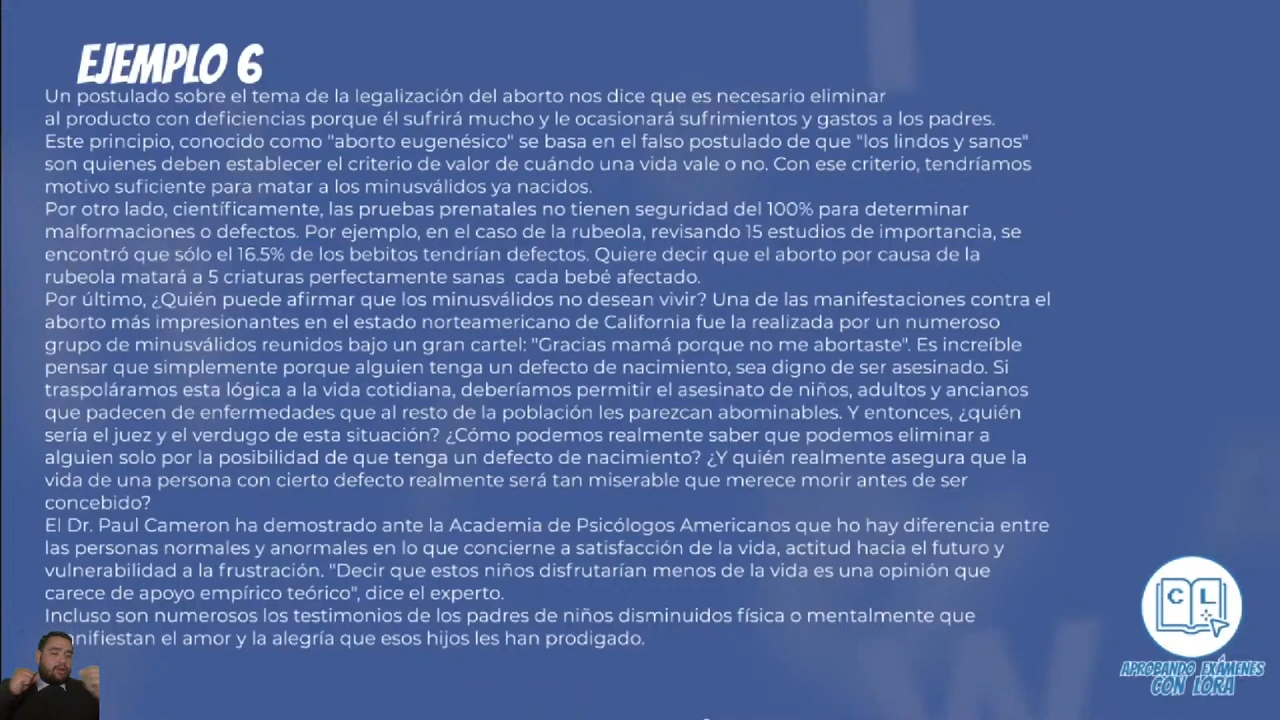 EJEMPLO 6
Un postulado sobre el tema de la legalización del aborto nos dice que es necesario eliminar
al producto con deficiencias porque él sufrirá mucho y le ocasionará sufrimientos y gastos a los padres.
Este principio, conocido como "aborto eugenésico" se basa en el falso postulado de que "los lindos y sanos"
son quienes deben establecer el criterio de valor de cuándo una vida vale o no. Con ese criterio, tendríamos
motivo suficiente para matar a los minusválidos ya nacidos.
Por otro lado, científicamente, las pruebas prenatales no tienen seguridad del 100% para determinar
malformaciones o defectos. Por ejemplo, en el caso de la rubeola, revisando 15 estudios de importancia, se
encontró que sólo el 16.5% de los bebitos tendrían defectos. Quiere decir que el aborto por causa de la
rubeola matará a 5 criaturas perfectamente sanas cada bebé afectado.
Por último, ¿Quién puede afirmar que los minusválidos no desean vivir? Una de las manifestaciones contra el
aborto más impresionantes en el estado norteamericano de California fue la realizada por un numeroso
grupo de minusválidos reunidos bajo un gran cartel: "Gracias mamá porque no me abortaste". Es increíble
pensar que simplemente porque alguien tenga un defecto de nacimiento, sea digno de ser asesinado. Si
traspoláramos esta lógica a la vida cotidiana, deberíamos permitir el asesinato de niños, adultos y ancianos
que padecen de enfermedades que al resto de la población les parezcan abominables. Y entonces, ¿quién
sería el juez y el verdugo de esta situación? ¿Cómo podemos realmente saber que podemos eliminar a
alguien solo por la posibilidad de que tenga un defecto de nacimiento? ¿Y quién realmente asegura que la
vida de una persona con cierto defecto realmente será tan miserable que merece morir antes de ser
concebido?
El Dr. Paul Cameron ha demostrado ante la Academia de Psicólogos Americanos que ho hay diferencia entre
las personas normales y anormales en lo que concierne a satisfacción de la vida, actitud hacia el futuro y
vulnerabilidad a la frustración. "Decir que estos niños disfrutarían menos de la vida es una opinión que
carece de apoyo empírico teórico", dice el experto.
Incluso son numerosos los testimonios de los padres de niños disminuidos física o mentalmente que
nifiestan el amor y la alegría que esos hijos les han prodigado.
C L
APROBANDO EXÁMENES
CON LORA